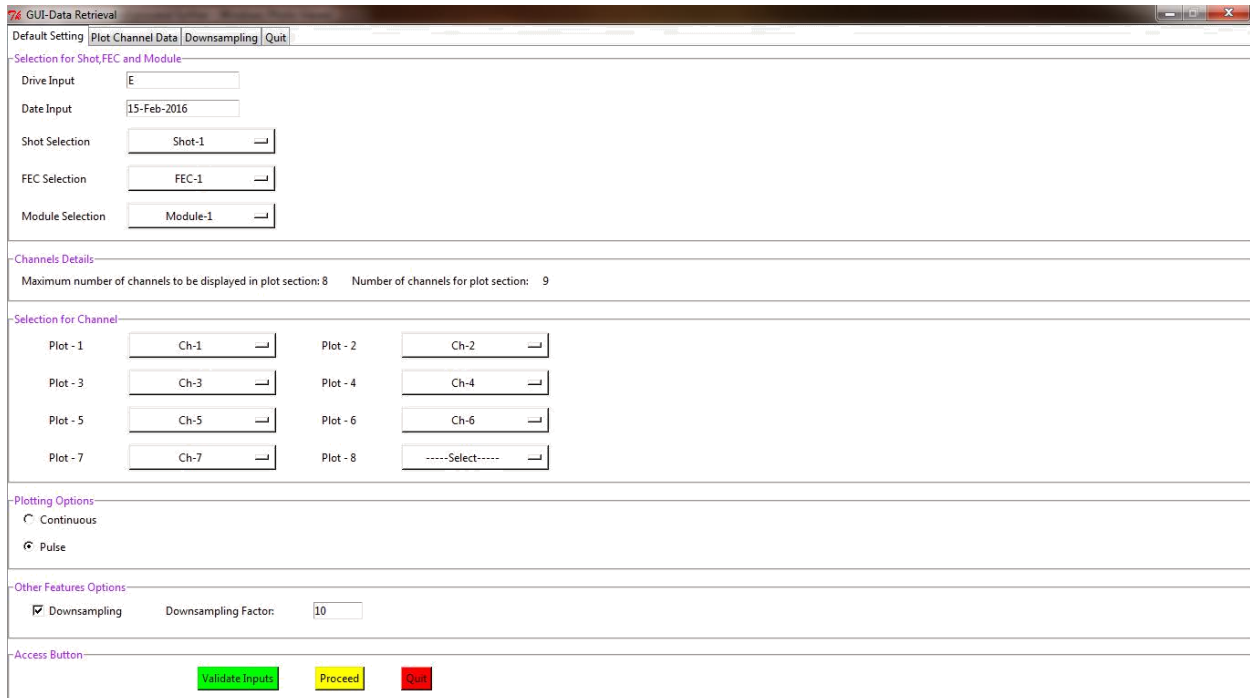 GUI-Data Retrieval
Default Setting Plot Channel Data Downsampling Quit
Selection for Shot,FEC and Module
Drive Input E
Date Input 15-Feb-2016
Shot Selection Shot-1
FEC Selection FEC-1
Module Selection Module-1
Channels Details
Maximum number of channels to be displayed in plot section: 8 Number of channels for plot section: 9
Selection for Channel
Plot - 1 Ch-1 Plot - 2 Ch-2
Plot - 3 Ch-3 Plot - 4 Ch-4
Plot - 5 Ch-5 Plot - 6 Ch-6
Plot - 7 Ch-7 Plot - 8 -----Select-----
Plotting Options
Continuous
Pulse
Other Features Options
Downsampling Downsampling Factor: 10
Access Button
Validate Inputs Proceed Quit